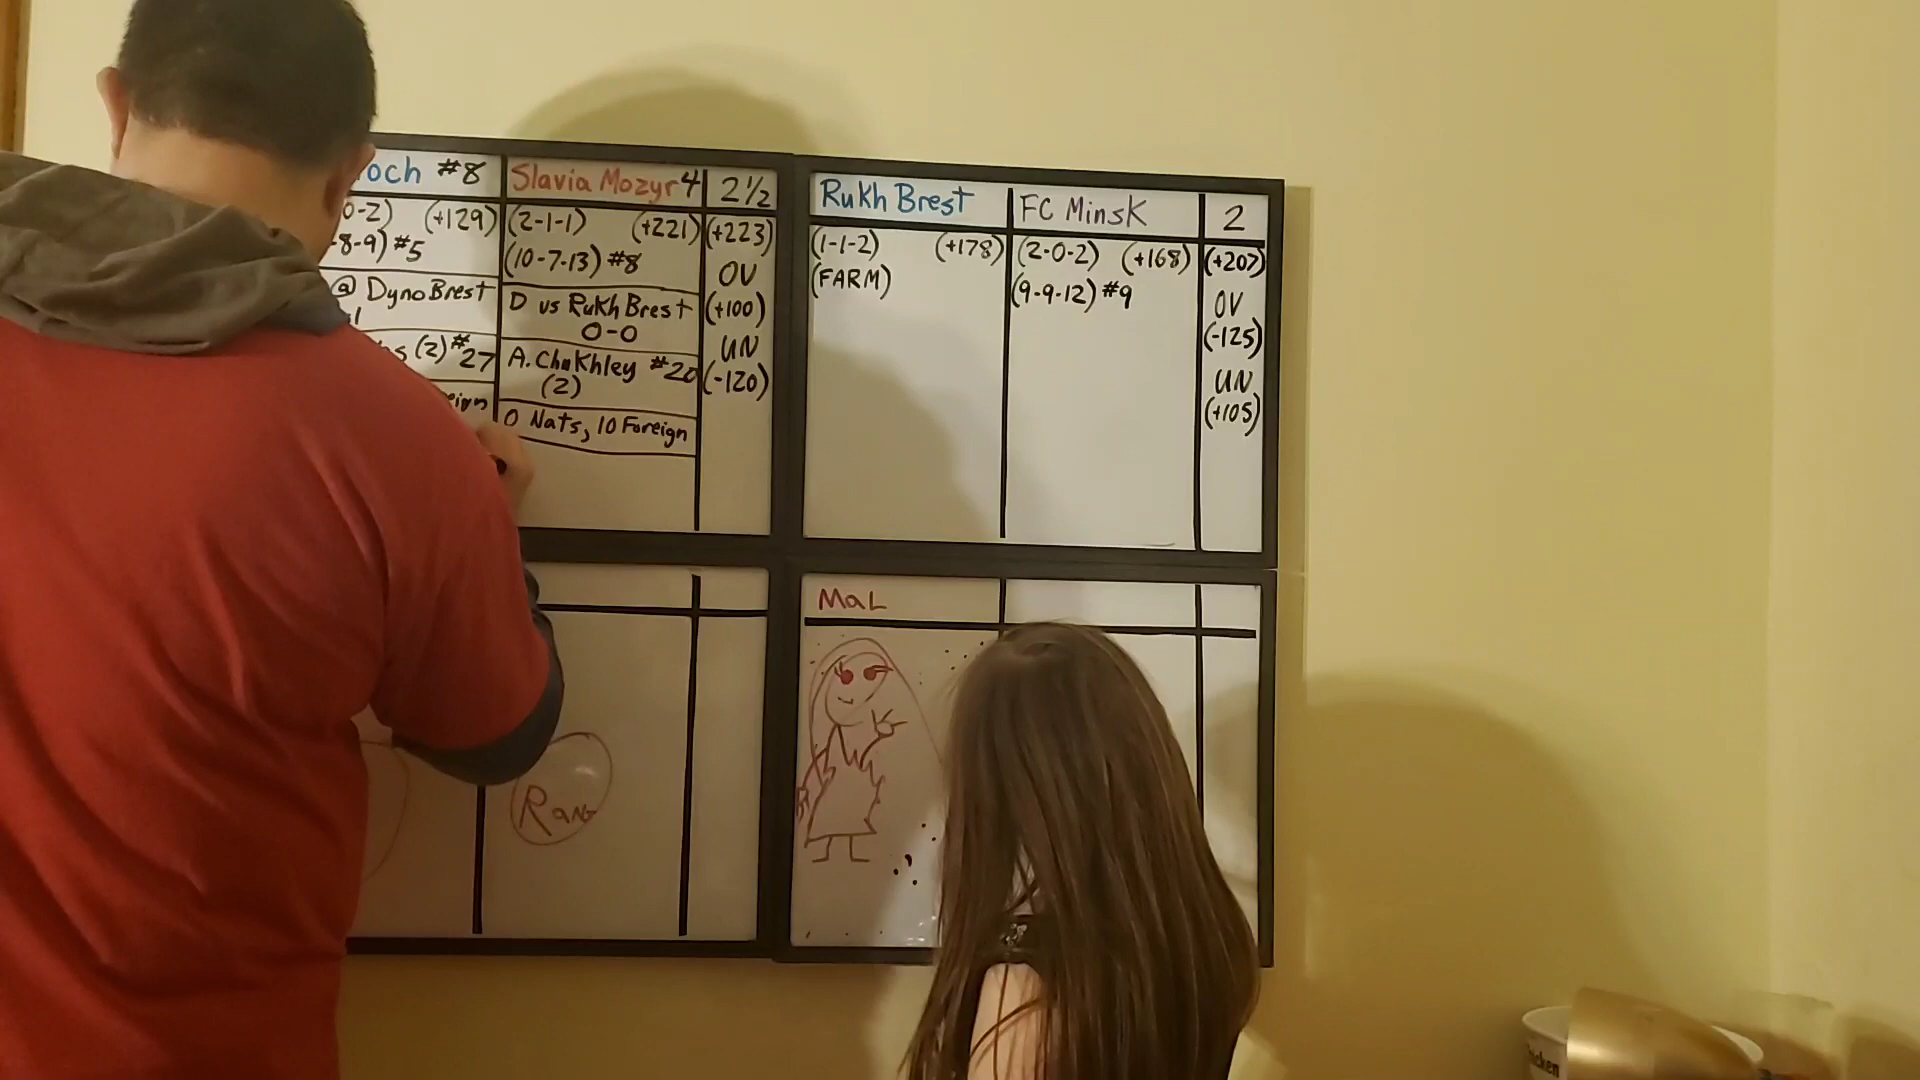 och #8
0-2) (+129)
-8-9) #5
@ Dyno Brest
(2) #27
eign
Slavia Mozyr 4
(2-1-1) (+221)
(10-7-13) #8
D vs Rukh Brest
0-0
A. Chukhley #20
(2)
0 Nats, 10 Foreign
2½
(+223)
OV
(+100)
UN
(-120)
Rukh Brest
(1-1-2) (+178)
(FARM)
FC Minsk
(2-0-2) (+168)
(9-9-12) #9
2
(+207)
OV
(-125)
UN
(+105)
MaL